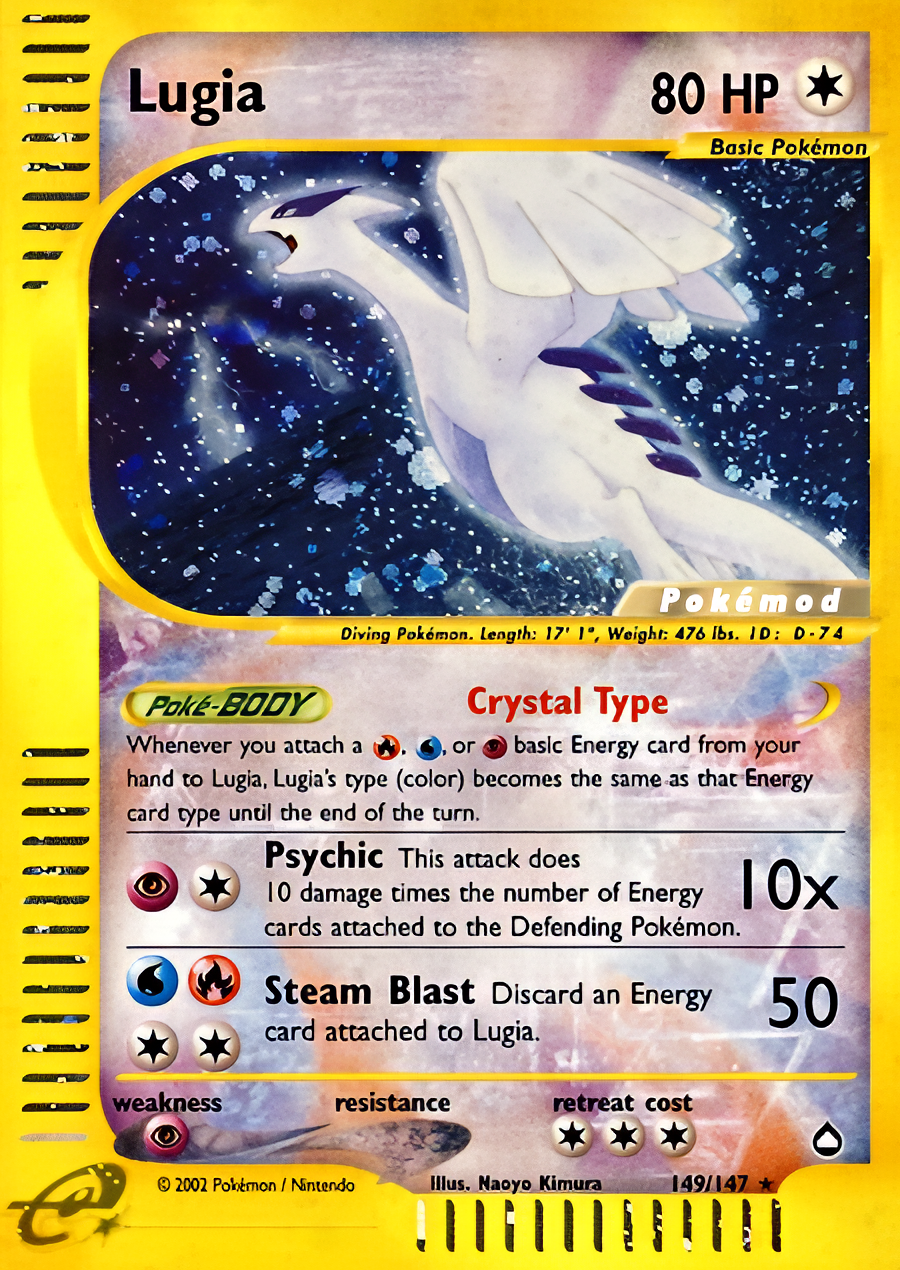 Lugia
80 HP
Basic Pokémon
Pokémod
Diving Pokémon. Length: 17' 1", Weight: 476 lbs. ID: D-74
Poké-BODY
Crystal Type
Whenever you attach a , , or basic Energy card from your
hand to Lugia, Lugia's type (color) becomes the same as that Energy
card type until the end of the turn.
Psychic This attack does
10 damage times the number of Energy
cards attached to the Defending Pokémon.
10x
Steam Blast Discard an Energy
card attached to Lugia.
50
weakness
resistance
retreat cost
© 2002 Pokémon / Nintendo
Illus. Naoyo Kimura
149/147 ★
e